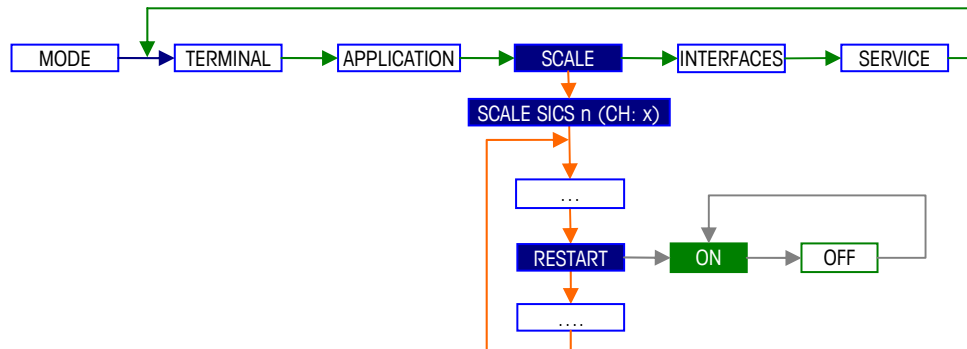 MODE TERMINAL APPLICATION SCALE INTERFACES SERVICE
SCALE SICS n (CH: x)
...
RESTART ON OFF
....